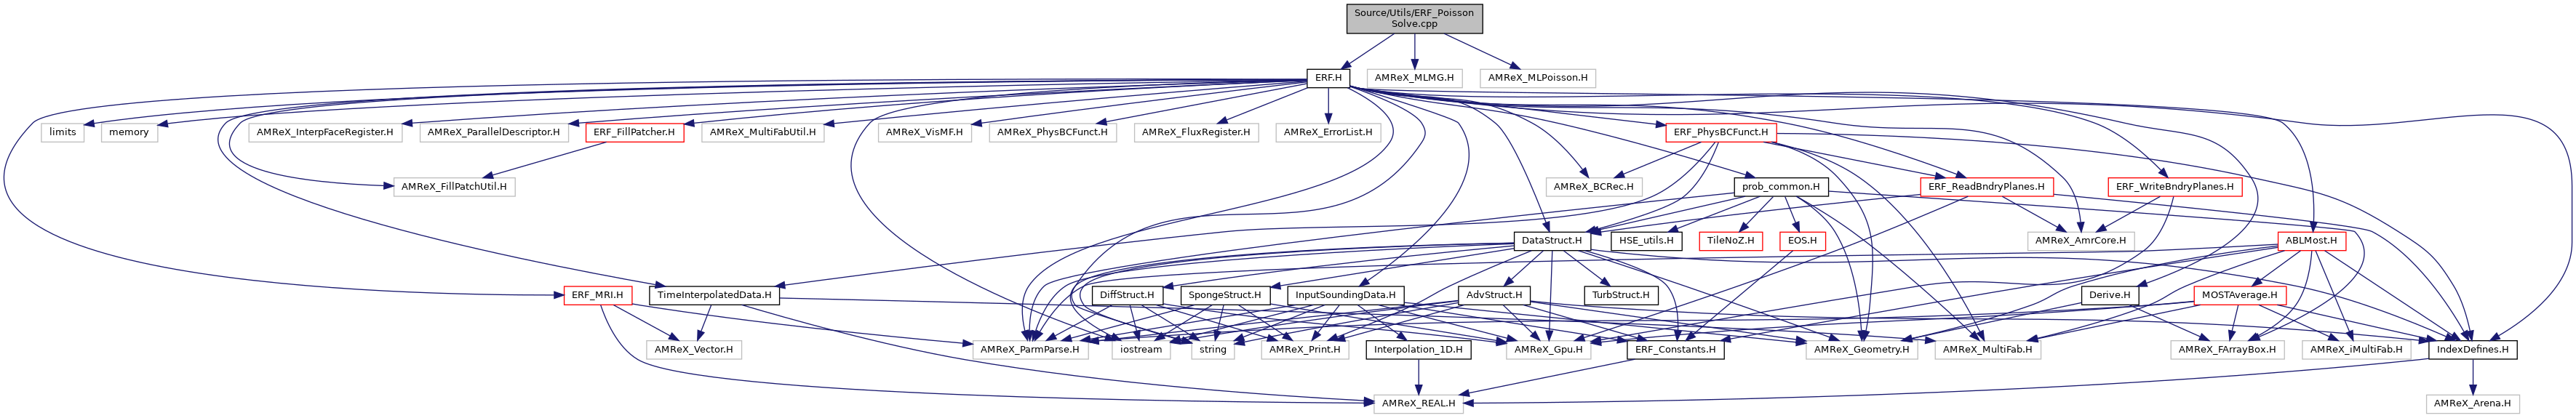 Source/Utils/ERF_Poisson
Solve.cpp
ERF.H
AMReX_MLMG.H
AMReX_MLPoisson.H
limits
memory
AMReX_InterpFaceRegister.H
AMReX_ParallelDescriptor.H
ERF_FillPatcher.H
AMReX_MultiFabUtil.H
AMReX_VisMF.H
AMReX_PhysBCFunct.H
AMReX_FluxRegister.H
AMReX_ErrorList.H
ERF_PhysBCFunct.H
AMReX_FillPatchUtil.H
AMReX_BCRec.H
prob_common.H
ERF_ReadBndryPlanes.H
ERF_WriteBndryPlanes.H
DataStruct.H
HSE_utils.H
TileNoZ.H
EOS.H
AMReX_AmrCore.H
ABLMost.H
ERF_MRI.H
TimeInterpolatedData.H
DiffStruct.H
SpongeStruct.H
InputSoundingData.H
AdvStruct.H
TurbStruct.H
Derive.H
MOSTAverage.H
AMReX_Vector.H
AMReX_ParmParse.H
iostream
string
AMReX_Print.H
Interpolation_1D.H
AMReX_Gpu.H
ERF_Constants.H
AMReX_Geometry.H
AMReX_MultiFab.H
AMReX_FArrayBox.H
AMReX_iMultiFab.H
IndexDefines.H
AMReX_REAL.H
AMReX_Arena.H